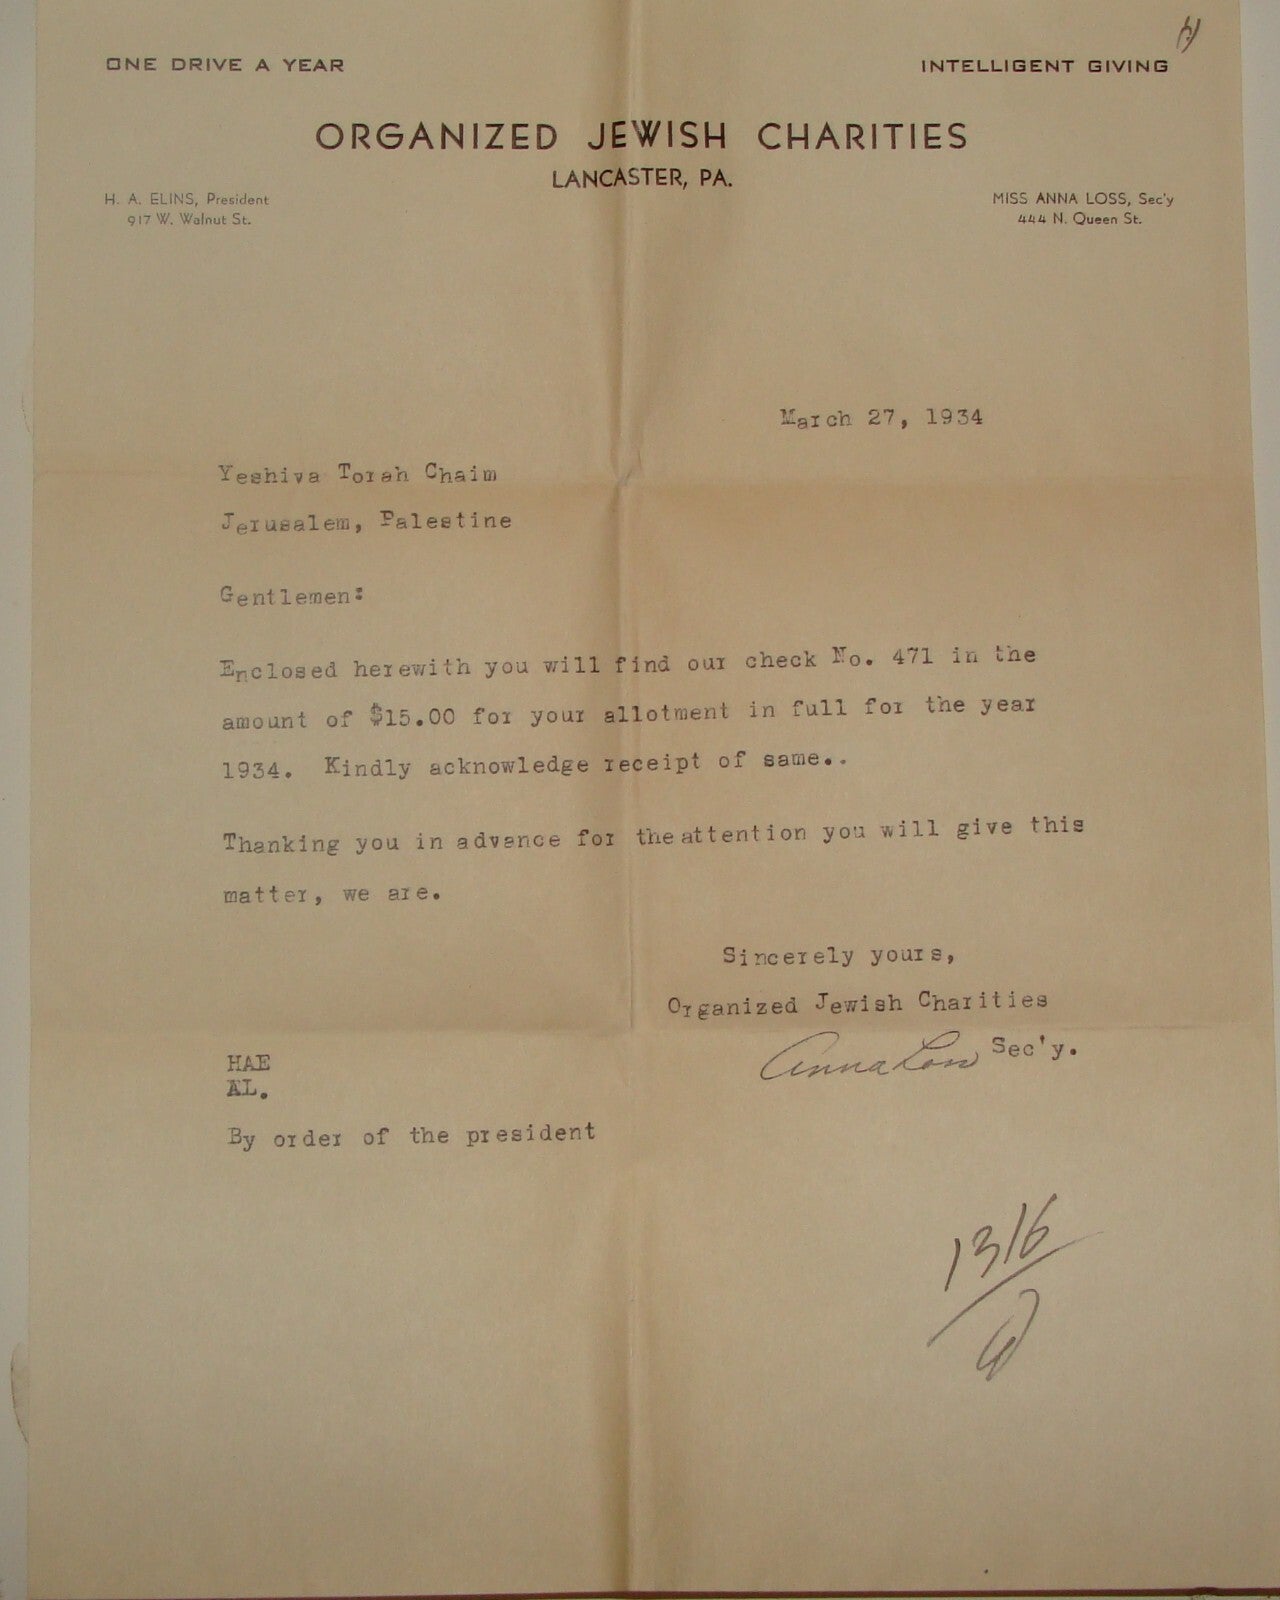 ONE DRIVE A YEAR
INTELLIGENT GIVING
ORGANIZED JEWISH CHARITIES
LANCASTER, PA.
H. A. ELINS, President
917 W. Walnut St.
MISS ANNA LOSS, Sec'y
444 N. Queen St.
March 27, 1934
Yeshiva Torah Chaim
Jerusalem, Palestine
Gentlemen:
Enclosed herewith you will find our check No. 471 in the
amount of $15.00 for your allotment in full for the year
1934. Kindly acknowledge receipt of same..
Thanking you in advance for the attention you will give this
matter, we are.
Sincerely yours,
Organized Jewish Charities
Anna Loss Sec'y.
HAE
AL.
By order of the president
1316